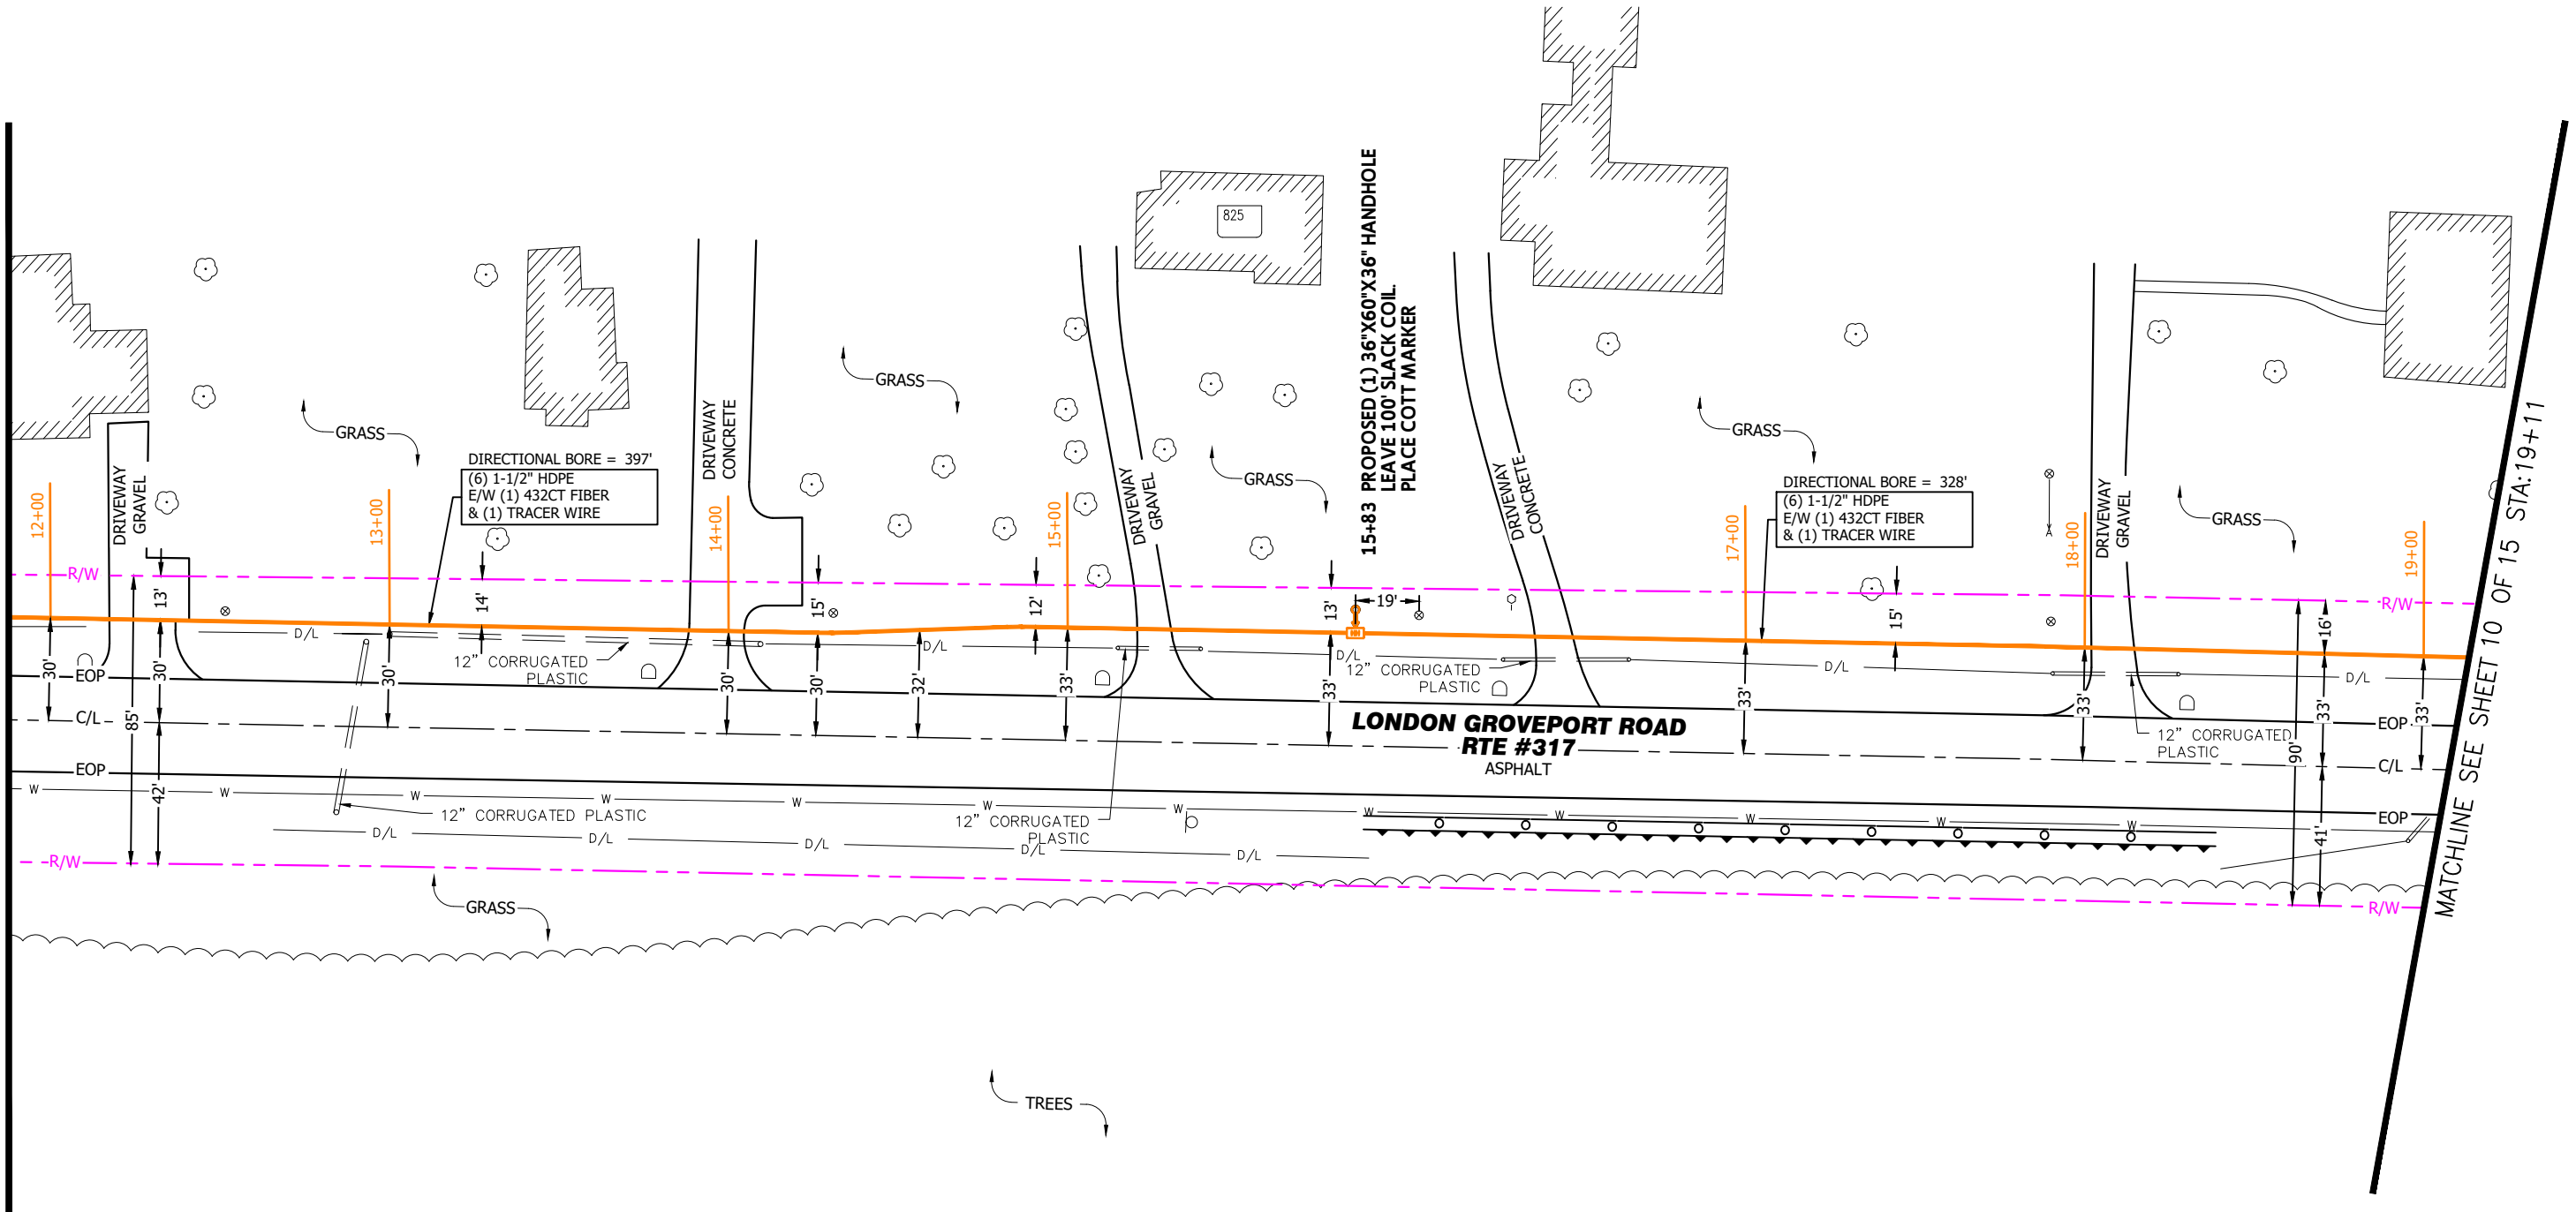 15+83 PROPOSED (1) 36"X60"X36" HANDHOLE
LEAVE 100' SLACK COIL.
PLACE COTT MARKER
825
GRASS
GRASS
GRASS
GRASS
GRASS
DRIVEWAY
GRAVEL
DRIVEWAY
CONCRETE
DRIVEWAY
GRAVEL
DRIVEWAY
CONCRETE
DRIVEWAY
GRAVEL
DIRECTIONAL BORE = 397'
(6) 1-1/2" HDPE
E/W (1) 432CT FIBER
& (1) TRACER WIRE
DIRECTIONAL BORE = 328'
(6) 1-1/2" HDPE
E/W (1) 432CT FIBER
& (1) TRACER WIRE
12+00
13+00
14+00
15+00
17+00
18+00
19+00
R/W
R/W
13'
14'
15'
12'
13'
19'
15'
16'
D/L
D/L
D/L
D/L
D/L
12" CORRUGATED
PLASTIC
12" CORRUGATED
PLASTIC
12" CORRUGATED
PLASTIC
30'
30'
30'
30'
30'
32'
33'
33'
33'
33'
33'
33'
EOP
EOP
C/L
C/L
85'
90'
42'
41'
LONDON GROVEPORT ROAD
RTE #317
ASPHALT
EOP
EOP
W
W
W
W
W
W
W
W
W
W
W
W
12" CORRUGATED PLASTIC
12" CORRUGATED
PLASTIC
D/L
D/L
D/L
D/L
D/L
R/W
R/W
GRASS
TREES
MATCHLINE SEE SHEET 10 OF 15 STA:19+11